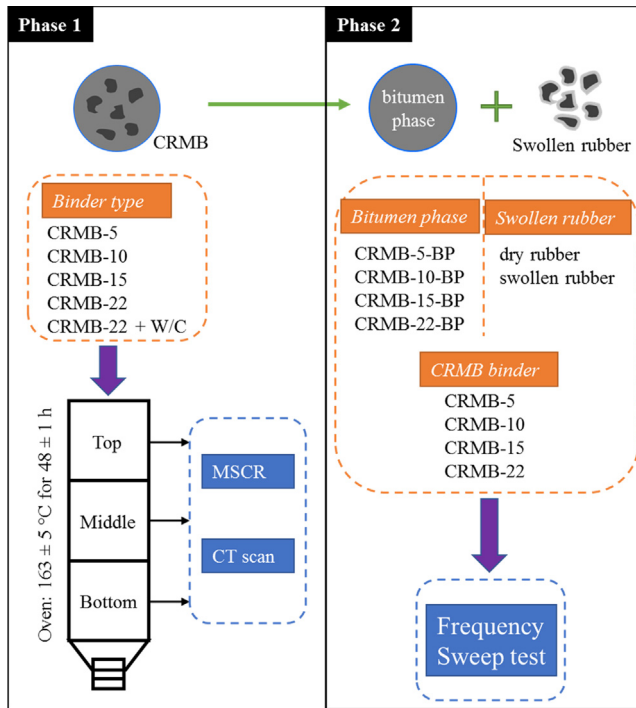 Phase 1
CRMB
Binder type
CRMB-5
CRMB-10
CRMB-15
CRMB-22
CRMB-22 + W/C
Oven: 163 ± 5 °C for 48 ± 1 h
Top
Middle
Bottom
MSCR
CT scan
Phase 2
bitumen
phase
+
Swollen rubber
Bitumen phase
CRMB-5-BP
CRMB-10-BP
CRMB-15-BP
CRMB-22-BP
Swollen rubber
dry rubber
swollen rubber
CRMB binder
CRMB-5
CRMB-10
CRMB-15
CRMB-22
Frequency
Sweep test